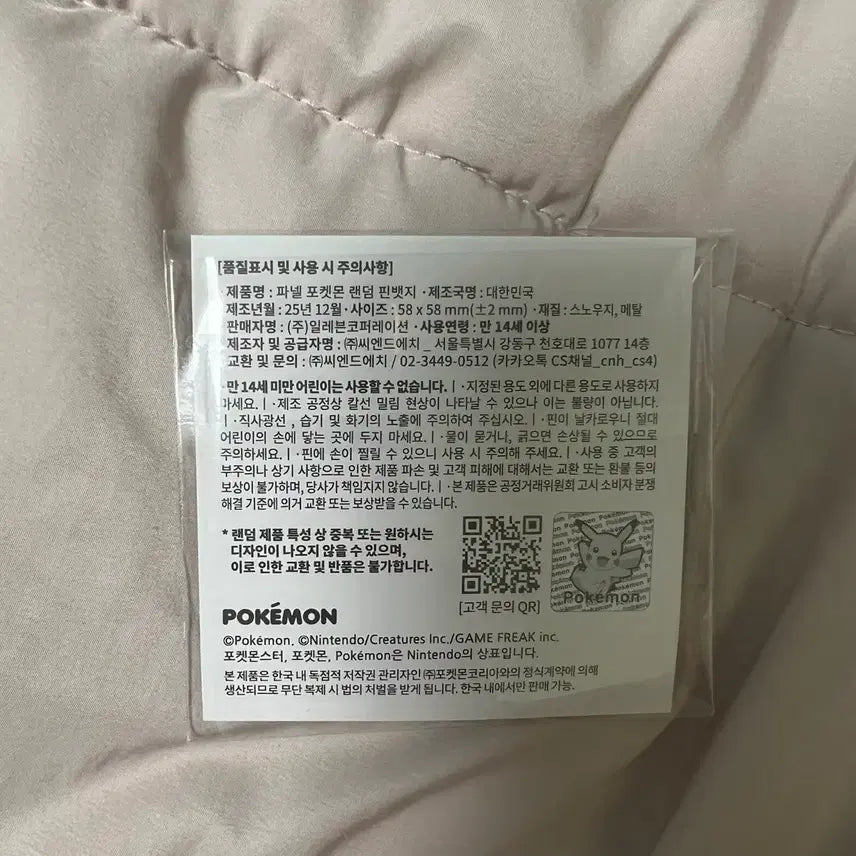 [품질표시 및 사용 시 주의사항]
· 제품명 : 파넬 포켓몬 랜덤 핀뱃지 · 제조국명 : 대한민국
제조년월 : 25년 12월 · 사이즈 : 58 x 58 mm(±2 mm) · 재질 : 스노우지, 메탈
판매자명 : (주)일레븐코퍼레이션 · 사용연령 : 만 14세 이상
제조자 및 공급자명 : ㈜씨엔드에치 _ 서울특별시 강동구 천호대로 1077 14층
교환 및 문의 : ㈜씨엔드에치 / 02-3449-0512 (카카오톡 CS채널_cnh_cs4)
·만 14세 미만 어린이는 사용할 수 없습니다. ㅣ·지정된 용도 외에 다른 용도로 사용하지
마세요.ㅣ·제조 공정상 칼선 밀림 현상이 나타날 수 있으나 이는 불량이 아닙니다.
ㅣ·직사광선 , 습기 및 화기의 노출에 주의하여 주십시오.ㅣ·핀이 날카로우니 절대
어린이의 손에 닿는 곳에 두지 마세요.ㅣ·물이 묻거나, 긁으면 손상될 수 있으므로
주의하세요.ㅣ·핀에 손이 찔릴 수 있으니 사용 시 주의해 주세요.ㅣ·사용 중 고객의
부주의나 상기 사항으로 인한 제품 파손 및 고객 피해에 대해서는 교환 또는 환불 등의
보상이 불가하며, 당사가 책임지지 않습니다.ㅣ·본 제품은 공정거래위원회 고시 소비자 분쟁
해결 기준에 의거 교환 또는 보상받을 수 있습니다.
* 랜덤 제품 특성 상 중복 또는 원하시는
디자인이 나오지 않을 수 있으며,
이로 인한 교환 및 반품은 불가합니다.
[고객 문의 QR]
Pokémon
POKÉMON
©Pokémon. ©Nintendo/Creatures Inc./GAME FREAK inc.
포켓몬스터, 포켓몬, Pokémon은 Nintendo의 상표입니다.
본 제품은 한국 내 독점적 저작권 관리자인 ㈜포켓몬코리아와의 정식계약에 의해
생산되므로 무단 복제 시 법의 처벌을 받게 됩니다. 한국 내에서만 판매 가능.